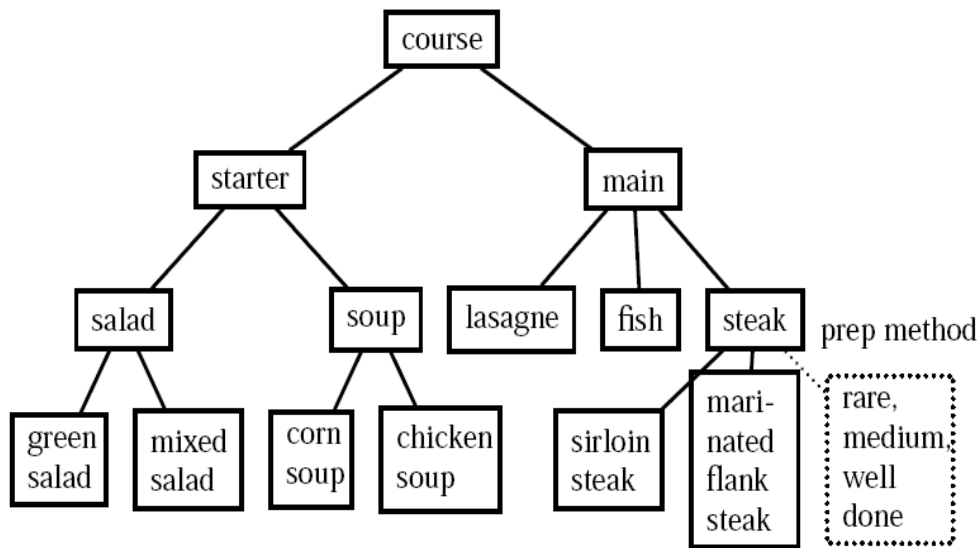 course
starter
main
salad
soup
lasagne
fish
steak
prep method
green
salad
mixed
salad
corn
soup
chicken
soup
sirloin
steak
mari-
nated
flank
steak
rare,
medium,
well
done